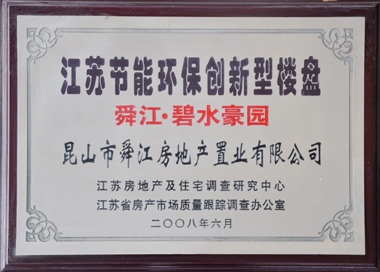 江苏节能环保创新型楼盘
舜江·碧水豪园
昆山市舜江房地产置业有限公司
江苏房地产及住宅调查研究中心
江苏省房产市场质量跟踪调查办公室
二〇〇八年六月